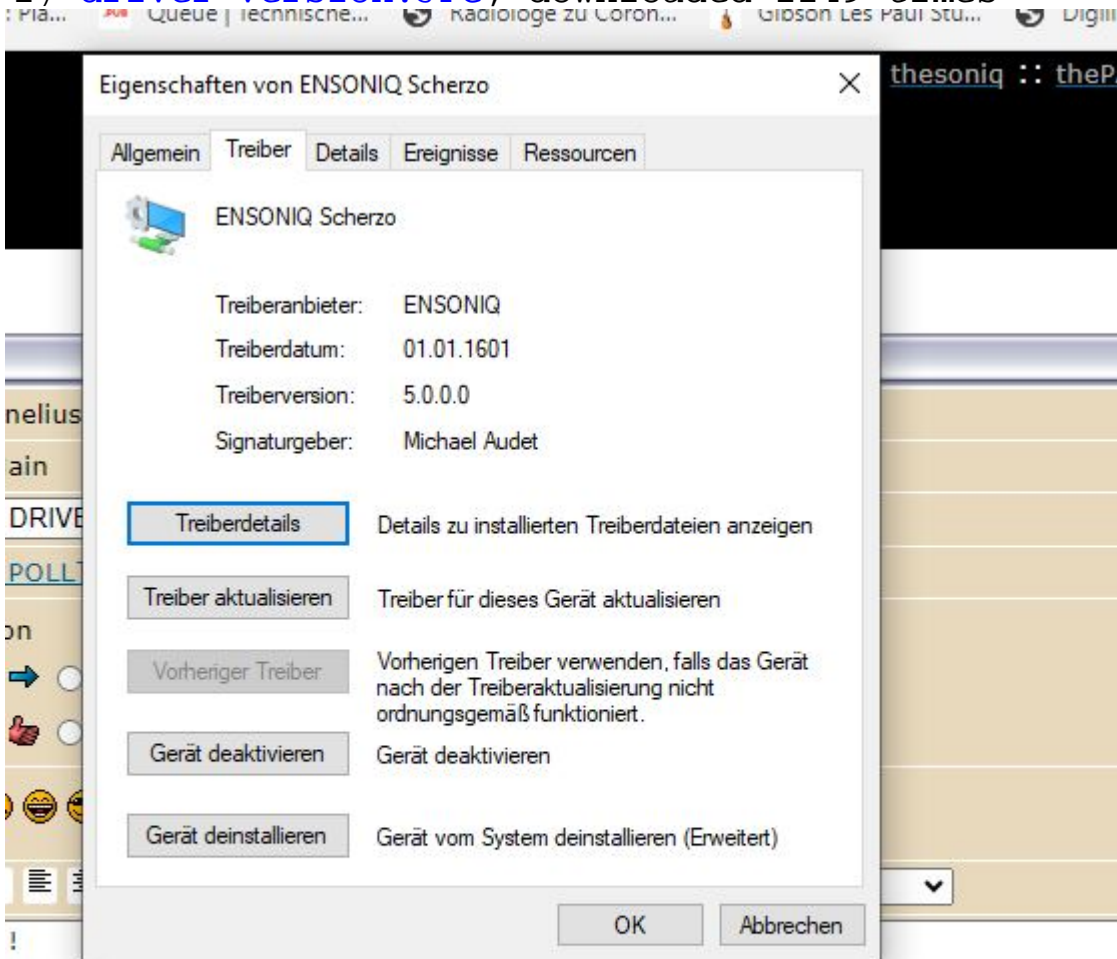 Queue | Technische... Radiologe zu Coron... Gibson Les Paul Stu...
thesoniq :: theP
Eigenschaften von ENSONIQ Scherzo
Allgemein Treiber Details Ereignisse Ressourcen
ENSONIQ Scherzo
Treiberanbieter: ENSONIQ
Treiberdatum: 01.01.1601
Treiberversion: 5.0.0.0
nelius
Signaturgeber: Michael Audet
ain
DRIVE
Treiberdetails Details zu installierten Treiberdateien anzeigen
POLL
Treiber aktualisieren Treiber für dieses Gerät aktualisieren
on
Vorheriger Treiber Vorherigen Treiber verwenden, falls das Gerät
nach der Treiberaktualisierung nicht
ordnungsgemäß funktioniert.
Gerät deaktivieren Gerät deaktivieren
Gerät deinstallieren Gerät vom System deinstallieren (Erweitert)
OK Abbrechen
!